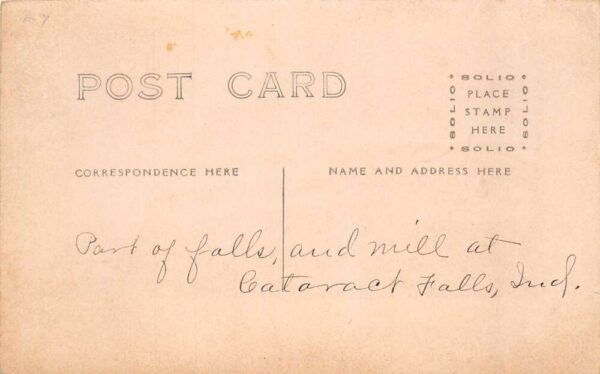 POST CARD
SOLIO
SOLIO PLACE SOLIO
STAMP
HERE
SOLIO
CORRESPONDENCE HERE
NAME AND ADDRESS HERE
Part of falls, and mill at
Cataract Falls, Ind.